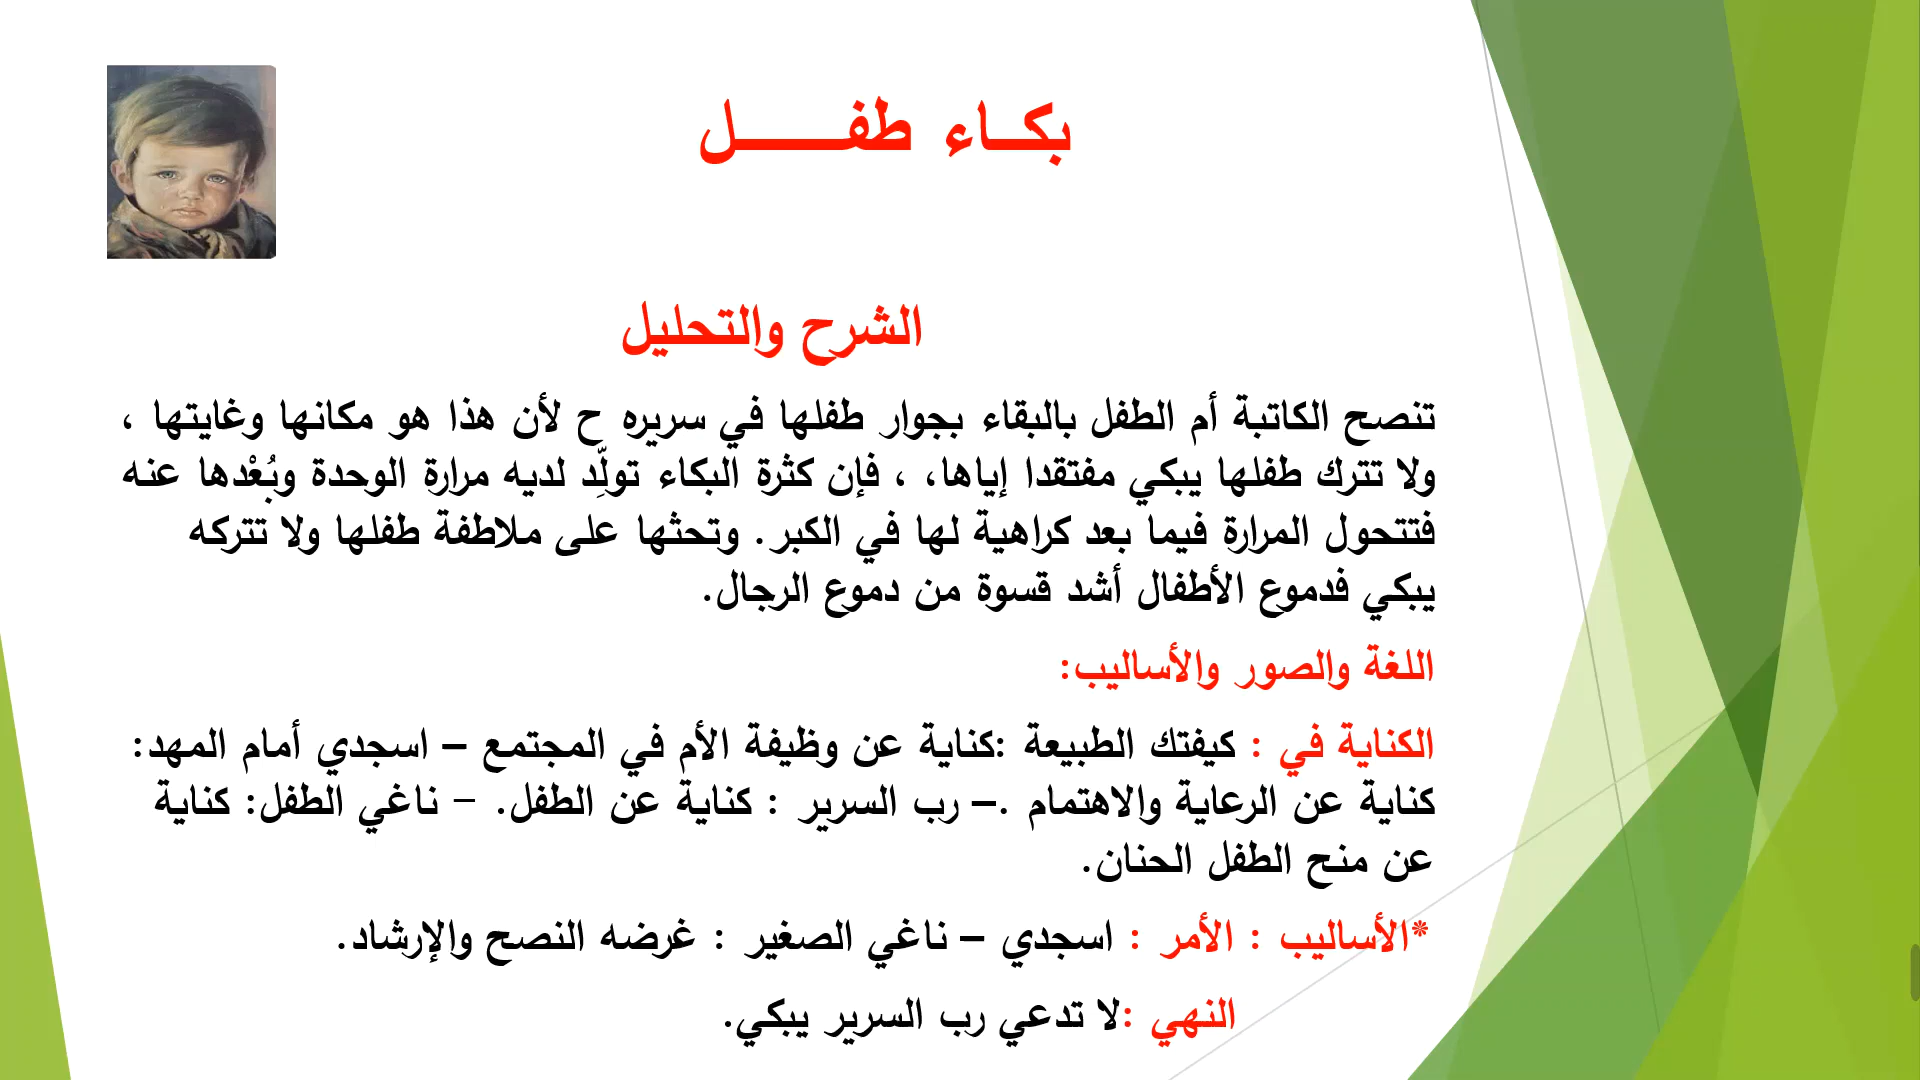 بكـاء طفـــــل
الشرح والتحليل
تنصح الكاتبة أم الطفل بالبقاء بجوار طفلها في سريره ح لأن هذا هو مكانها وغايتها ،
ولا تترك طفلها يبكي مفتقدا إياها، ، فإن كثرة البكاء تولّد لديه مرارة الوحدة وبُعْدها عنه
فتتحول المرارة فيما بعد كراهية لها في الكبر. وتحثها على ملاطفة طفلها ولا تتركه
يبكي فدموع الأطفال أشد قسوة من دموع الرجال.
اللغة والصور والأساليب:
الكناية في : كيفتك الطبيعة :كناية عن وظيفة الأم في المجتمع – اسجدي أمام المهد:
كناية عن الرعاية والاهتمام .– رب السرير : كناية عن الطفل. – ناغي الطفل: كناية
عن منح الطفل الحنان.
*الأساليب : الأمر : اسجدي – ناغي الصغير : غرضه النصح والإرشاد.
النهي :لا تدعي رب السرير يبكي.